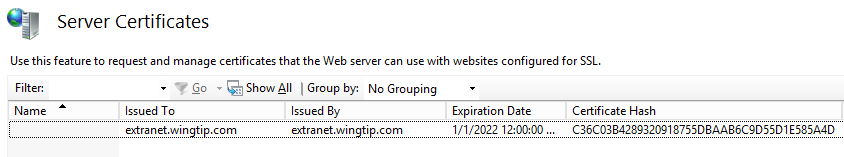 Server Certificates
Use this feature to request and manage certificates that the Web server can use with websites configured for SSL.
Filter: Go Show All Group by: No Grouping
Name Issued To Issued By Expiration Date Certificate Hash
extranet.wingtip.com extranet.wingtip.com 1/1/2022 12:00:00 ... C36C03B4289320918755DBAAB6C9D55D1E585A4D